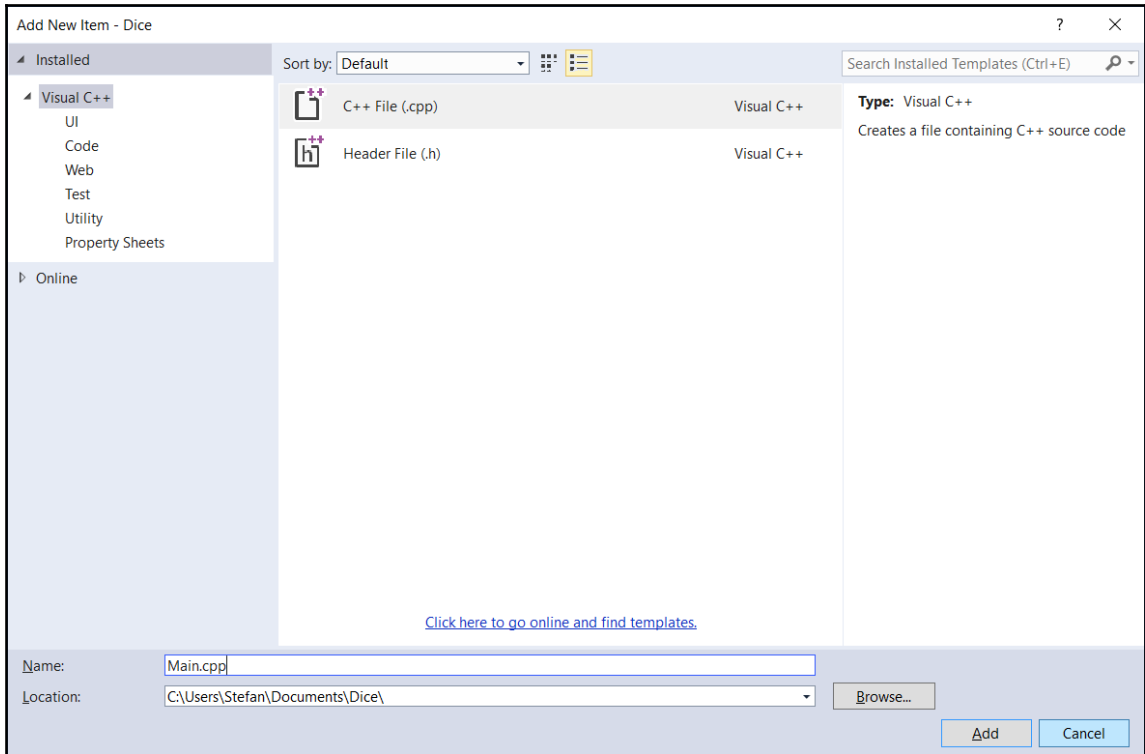 Add New Item - Dice
?
Installed
Sort by: Default
Search Installed Templates (Ctrl+E)
Visual C++
UI
Code
Web
Test
Utility
Property Sheets
Online
C++ File (.cpp) Visual C++
Header File (.h) Visual C++
Type: Visual C++
Creates a file containing C++ source code
Click here to go online and find templates.
Name: Main.cpp
Location: C:\Users\Stefan\Documents\Dice\
Browse...
Add Cancel